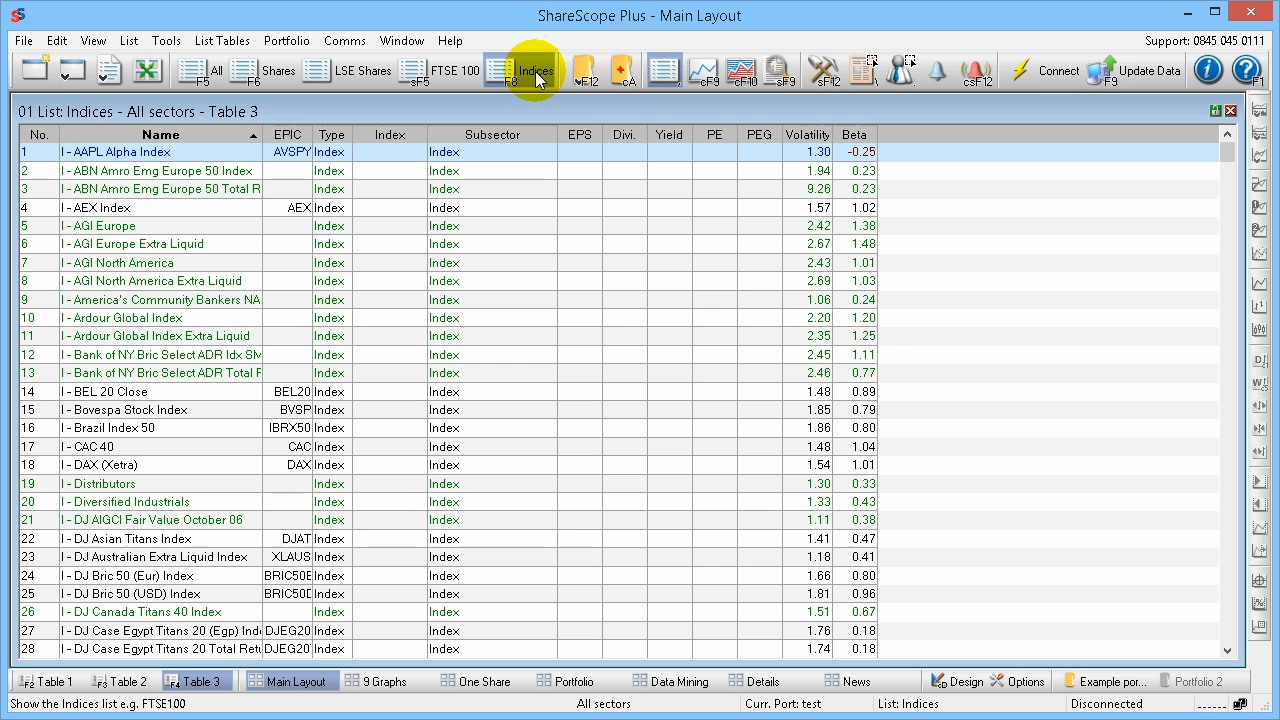 ShareScope Plus - Main Layout
File Edit View List Tools List Tables Portfolio Comms Window Help Support: 0845 045 0111
All F5 Shares F6 LSE Shares FTSE 100 sF5 Indices F8 F12 cA cF9 cF10 sF9 sF12 csF12 Connect Update Data F9 F1
01 List: Indices - All sectors - Table 3
No. Name EPIC Type Index Subsector EPS Divi. Yield PE PEG Volatility Beta
1 I - AAPL Alpha Index AVSPY Index Index 1.30 -0.25
2 I - ABN Amro Emg Europe 50 Index Index Index 1.94 0.23
3 I - ABN Amro Emg Europe 50 Total R Index Index 9.26 0.23
4 I - AEX Index AEX Index Index 1.57 1.02
5 I - AGI Europe Index Index 2.42 1.38
6 I - AGI Europe Extra Liquid Index Index 2.67 1.48
7 I - AGI North America Index Index 2.43 1.01
8 I - AGI North America Extra Liquid Index Index 2.69 1.03
9 I - America's Community Bankers NA Index Index 1.06 0.24
10 I - Ardour Global Index Index Index 2.20 1.20
11 I - Ardour Global Index Extra Liquid Index Index 2.35 1.25
12 I - Bank of NY Bric Select ADR Idx SM Index Index 2.45 1.11
13 I - Bank of NY Bric Select ADR Total F Index Index 2.46 0.77
14 I - BEL 20 Close BEL20 Index Index 1.48 0.89
15 I - Bovespa Stock Index BVSP Index Index 1.85 0.79
16 I - Brazil Index 50 IBRX50 Index Index 1.86 0.80
17 I - CAC 40 CAC Index Index 1.48 1.04
18 I - DAX (Xetra) DAX Index Index 1.54 1.01
19 I - Distributors Index Index 1.30 0.33
20 I - Diversified Industrials Index Index 1.33 0.43
21 I - DJ AIGCI Fair Value October 06 Index Index 1.11 0.38
22 I - DJ Asian Titans Index DJAT Index Index 1.41 0.47
23 I - DJ Australian Extra Liquid Index XLAUS Index Index 1.18 0.41
24 I - DJ Bric 50 (Eur) Index BRIC50E Index Index 1.66 0.80
25 I - DJ Bric 50 (USD) Index BRIC50D Index Index 1.81 0.96
26 I - DJ Canada Titans 40 Index Index Index 1.51 0.67
27 I - DJ Case Egypt Titans 20 (Egp) Ind DJEG20 Index Index 1.76 0.18
28 I - DJ Case Egypt Titans 20 Total Ret DJEG20 Index Index 1.74 0.18
F2 Table 1 F3 Table 2 F4 Table 3 Main Layout 9 Graphs One Share Portfolio Data Mining Details News Design Options Example por... Portfolio 2
Show the Indices list e.g. FTSE100 All sectors Curr. Port: test List: Indices Disconnected